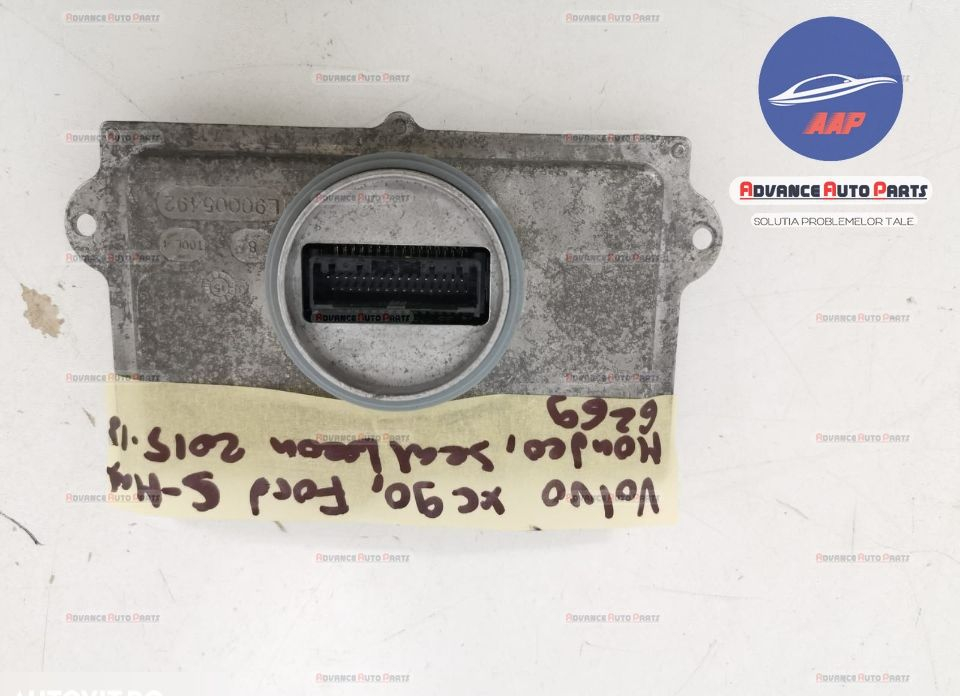 ADVANCE AUTO PARTS
AAP
ADVANCE AUTO PARTS
SOLUTIA PROBLEMELOR TALE
L90005492
Volvo xc90, Ford S-Max
Mondeo, Seat Leon 2015-18
6269